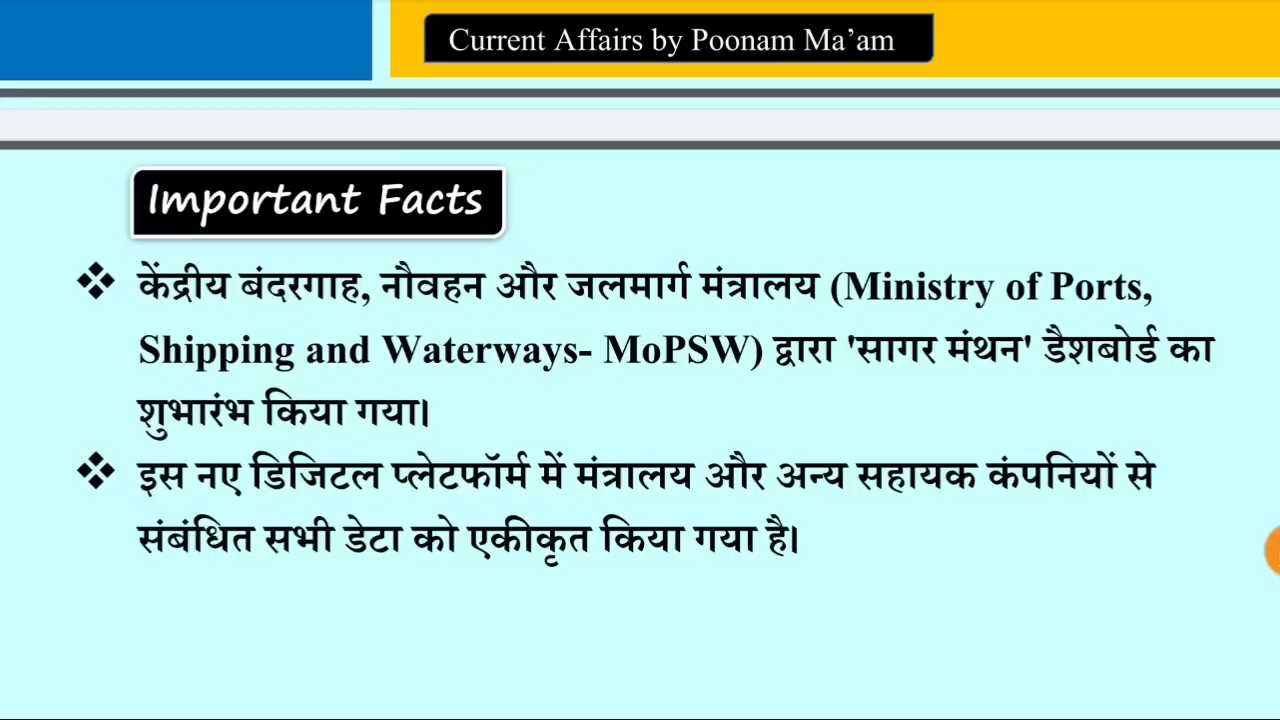 Current Affairs by Poonam Ma’am
Important Facts
❖ केंद्रीय बंदरगाह, नौवहन और जलमार्ग मंत्रालय (Ministry of Ports,
Shipping and Waterways- MoPSW) द्वारा 'सागर मंथन' डैशबोर्ड का
शुभारंभ किया गया।
❖ इस नए डिजिटल प्लेटफॉर्म में मंत्रालय और अन्य सहायक कंपनियों से
संबंधित सभी डेटा को एकीकृत किया गया है।